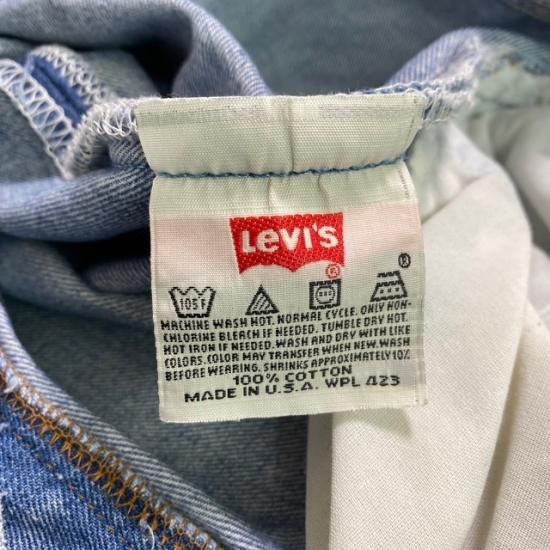 LEVI'S
®
®
105F
MACHINE WASH HOT. NORMAL CYCLE. ONLY NON-
CHLORINE BLEACH IF NEEDED. TUMBLE DRY HOT.
HOT IRON IF NEEDED. WASH AND DRY WITH LIKE
COLORS. COLOR MAY TRANSFER WHEN NEW. WASH
BEFORE WEARING. SHRINKS APPROXIMATELY 10%
100% COTTON
MADE IN U.S.A. WPL 423